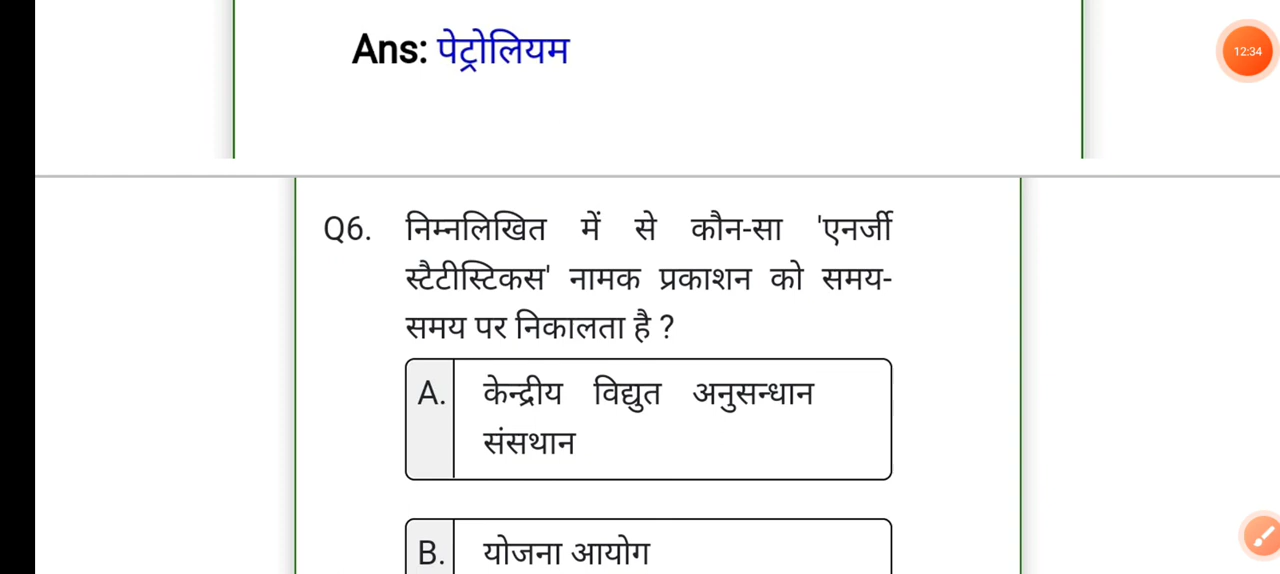 Ans: पेट्रोलियम
12:34
Q6. निम्नलिखित में से कौन-सा 'एनर्जी
स्टैटीस्टिकस' नामक प्रकाशन को समय-
समय पर निकालता है ?
A. केन्द्रीय विद्युत अनुसन्धान
संसथान
B. योजना आयोग